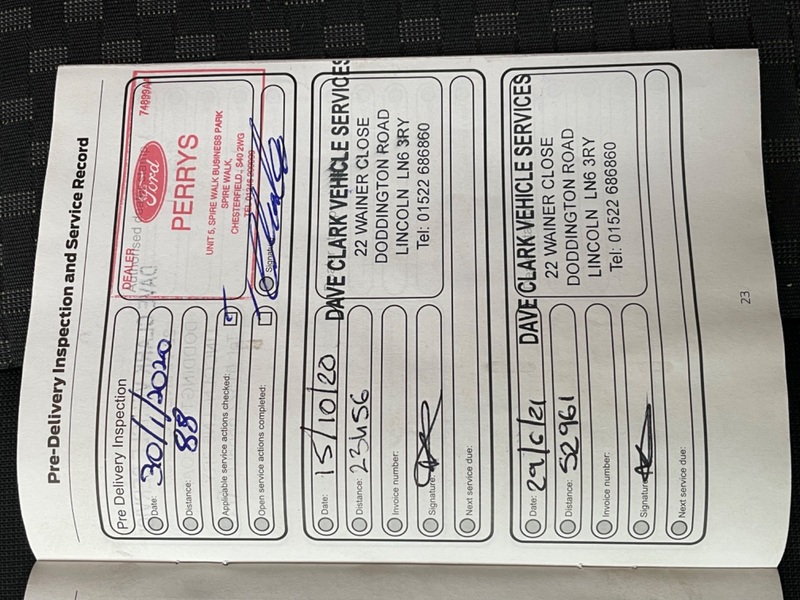 Pre-Delivery Inspection and Service Record
Pre Delivery Inspection
Date: 30/1/2020
Distance: 88
Applicable service actions checked:
Open service actions completed:
DEALER
74899A
Ford
PERRYS
UNIT 5, SPIRE WALK BUSINESS PARK
SPIRE WALK,
CHESTERFIELD, S40 2WG
Date: 15/10/20
Distance: 23456
Invoice number:
Signature:
Next service due:
DAVE CLARK VEHICLE SERVICES
22 WAINER CLOSE
DODDINGTON ROAD
LINCOLN LN6 3RY
Tel: 01522 686860
Date: 29/6/21
Distance: 52961
Invoice number:
Signature
Next service due:
DAVE CLARK VEHICLE SERVICES
22 WAINER CLOSE
DODDINGTON ROAD
LINCOLN LN6 3RY
Tel: 01522 686860
23